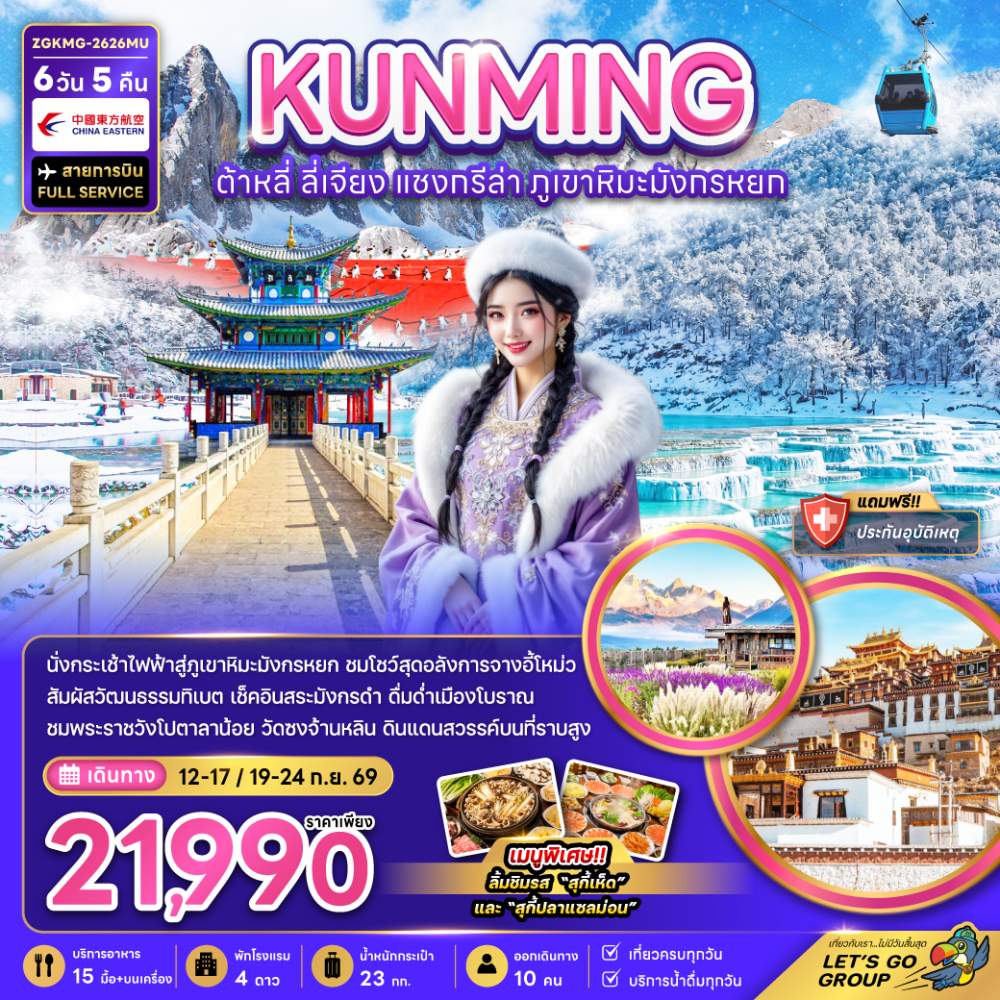 ZGKMG-2626MU
6 วัน 5 คืน
中國東方航空
CHINA EASTERN
สายการบิน
FULL SERVICE
KUNMING
ต้าหลี่ ลี่เจียง แชงกรีล่า ภูเขาหิมะมังกรหยก
แถมฟรี!!
ประกันอุบัติเหตุ
นั่งกระเช้าไฟฟ้าสู่ภูเขาหิมะมังกรหยก ชมโชว์สุดอลังการจางอี้โหม่ว
สัมผัสวัฒนธรรมทิเบต เช็คอินสระมังกรดำ ดื่มด่ำเมืองโบราณ
ชมพระราชวังโปตาลาน้อย วัดซงจ้านหลิน ดินแดนสวรรค์บนที่ราบสูง
เดินทาง 12-17 / 19-24 ก.ย. 69
ราคาเพียง
21,990
เมนูพิเศษ!!
ลิ้มชิมรส “สุกี้เห็ด”
และ “สุกี้ปลาแซลม่อน”
บริการอาหาร
15 มื้อ+บนเครื่อง
พักโรงแรม
4 ดาว
น้ำหนักกระเป๋า
23 กก.
ออกเดินทาง
10 คน
เที่ยวครบทุกวัน
บริการน้ำดื่มทุกวัน
เที่ยวกับเรา...ไม่มีวันสิ้นสุด
LET'S GO
GROUP